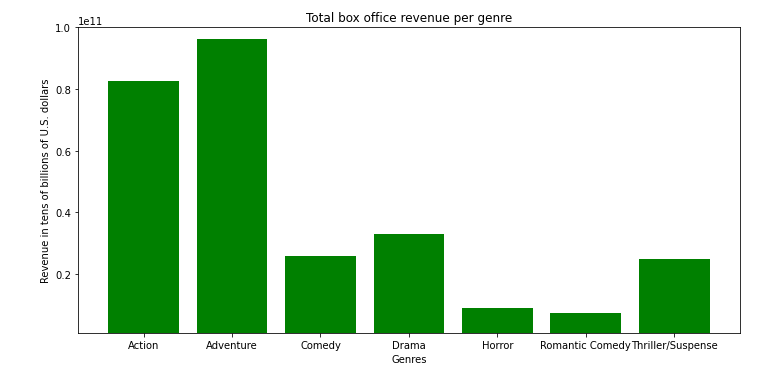 Total box office revenue per genre
1e11
1.0
0.8
0.6
0.4
0.2
Revenue in tens of billions of U.S. dollars
Action Adventure Comedy Drama Horror Romantic Comedy Thriller/Suspense
Genres